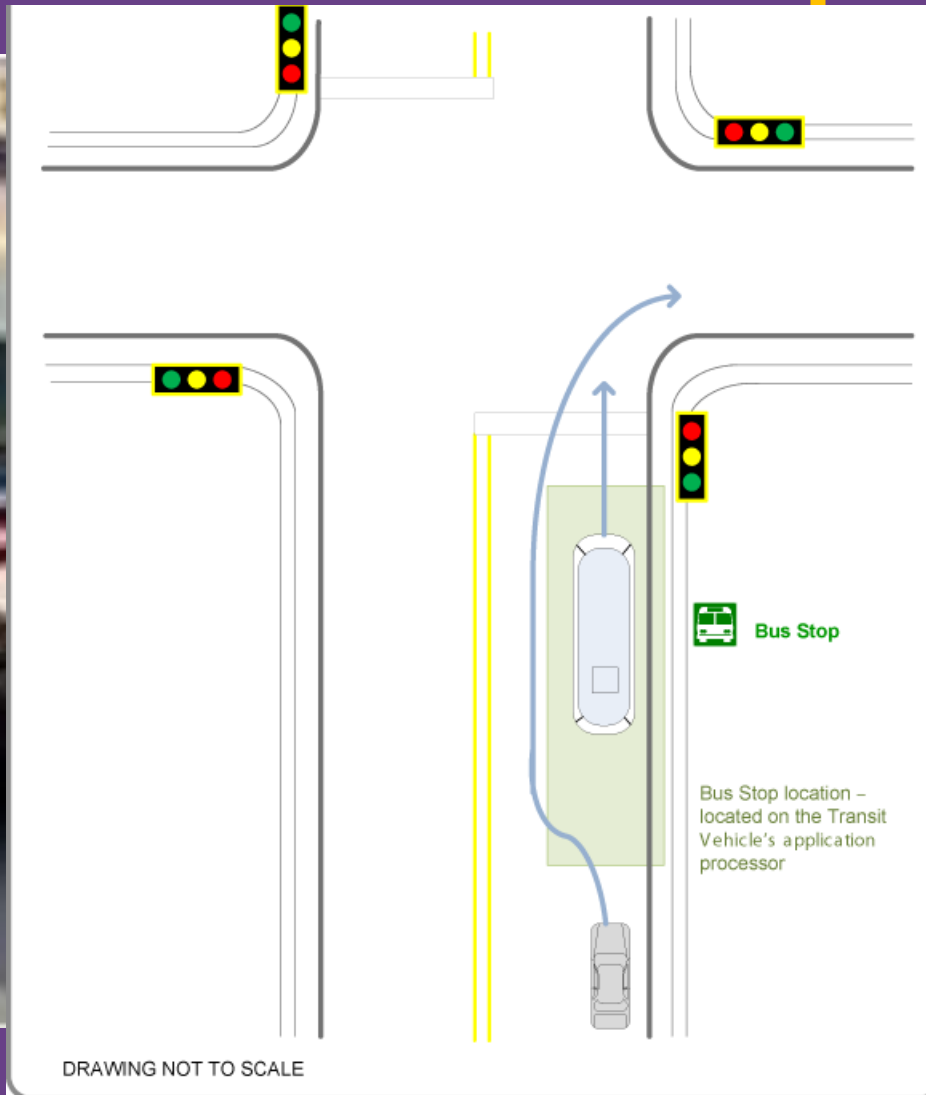 Bus Stop
Bus Stop location –
located on the Transit
Vehicle's application
processor
DRAWING NOT TO SCALE